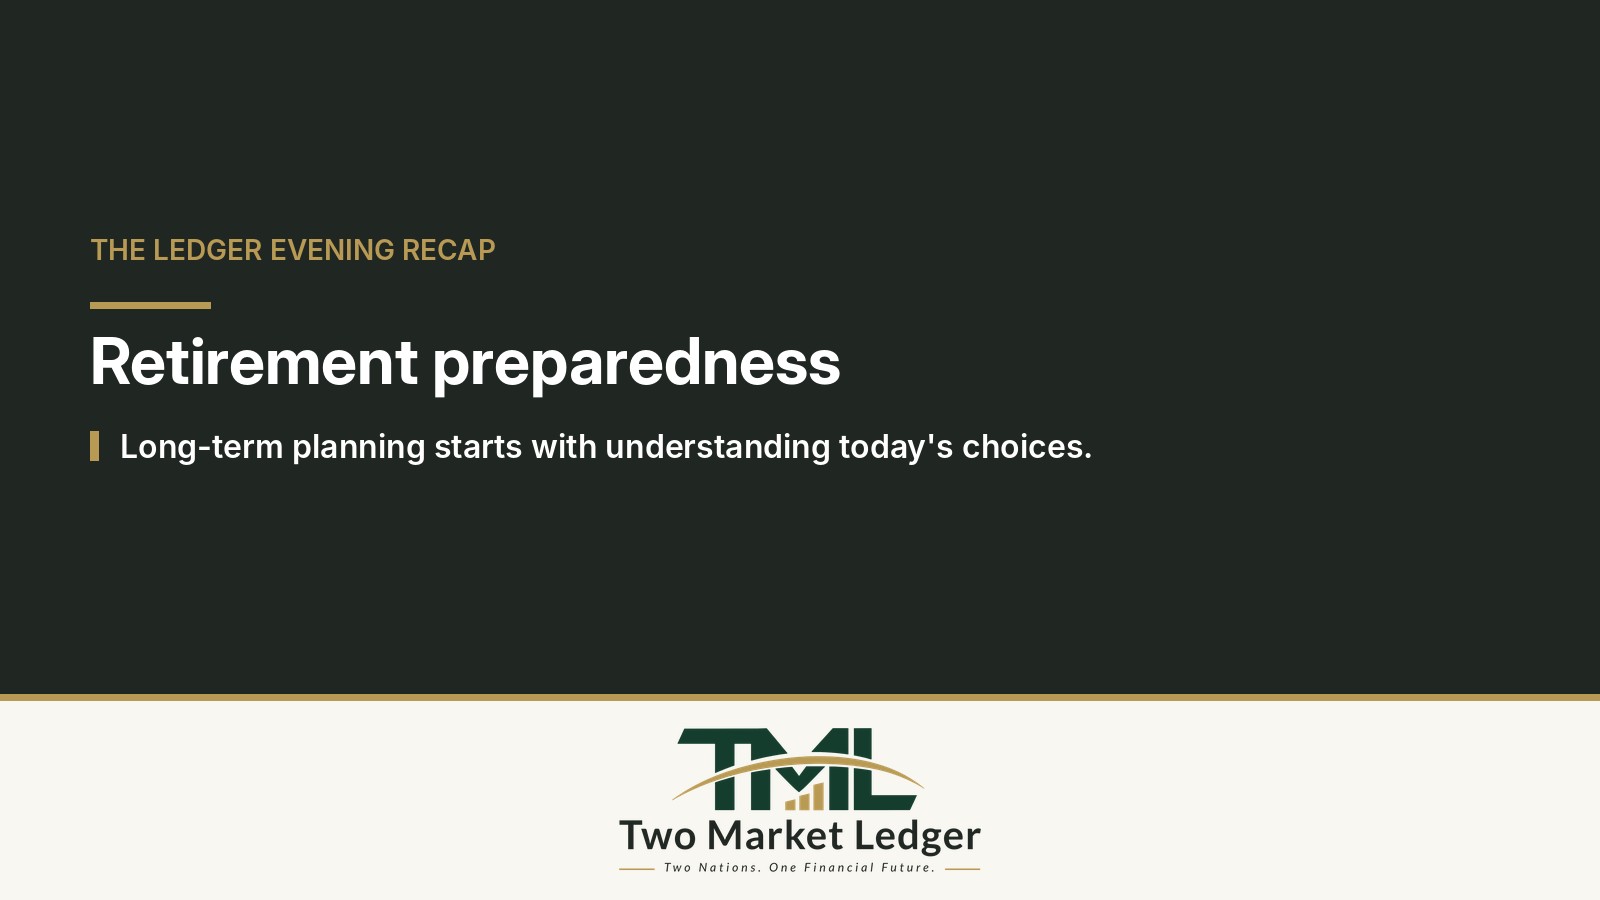 THE LEDGER EVENING RECAP
Retirement preparedness
Long-term planning starts with understanding today's choices.
TML
Two Market Ledger
Two Nations. One Financial Future.